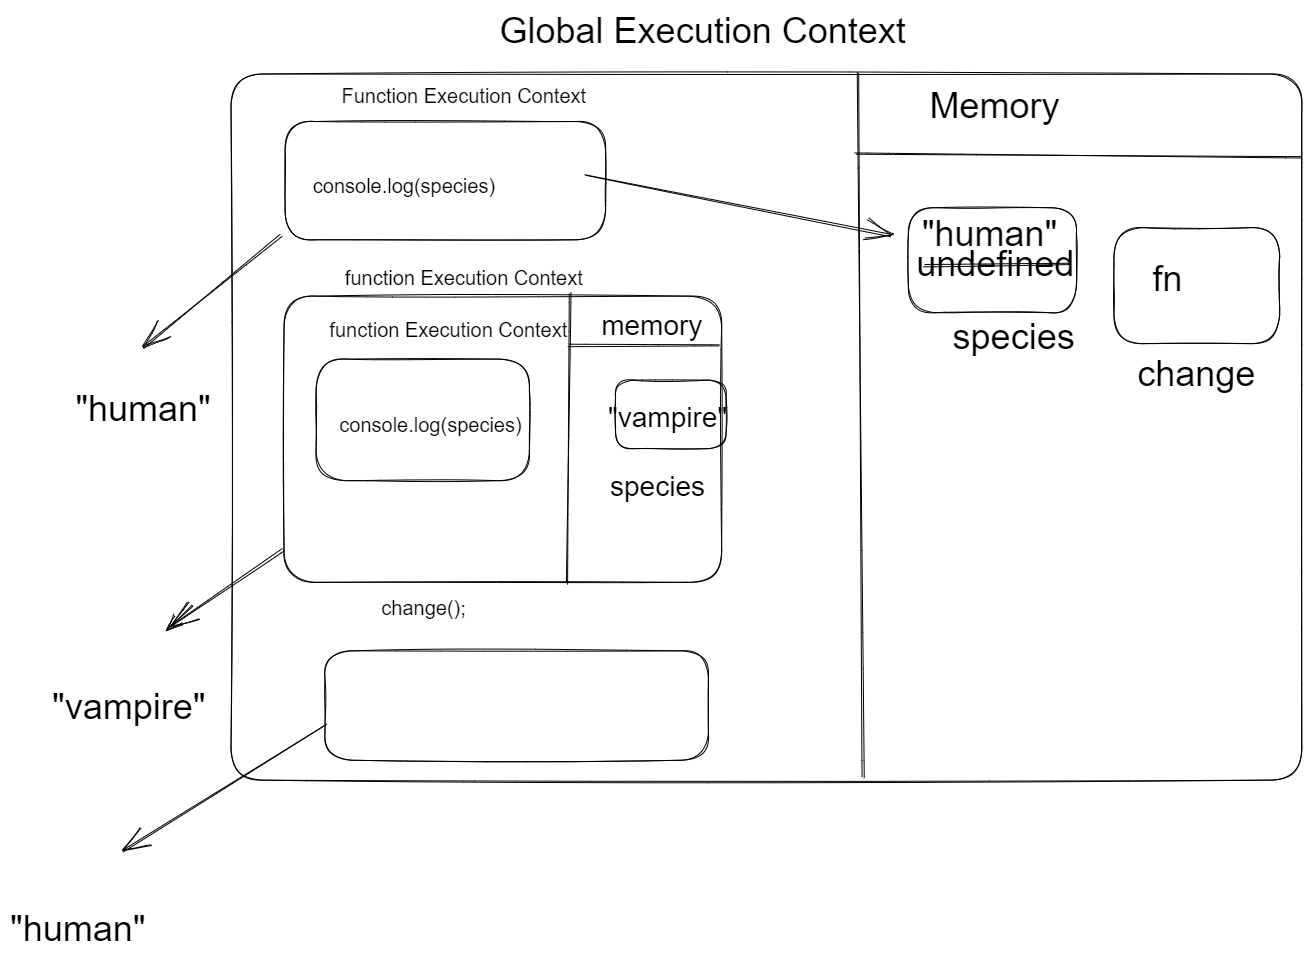 Global Execution Context
Function Execution Context
Memory
console.log(species)
"human"
undefined
fn
species
change
function Execution Context
function Execution Context
memory
"human"
console.log(species)
"vampire"
species
change();
"vampire"
"human"